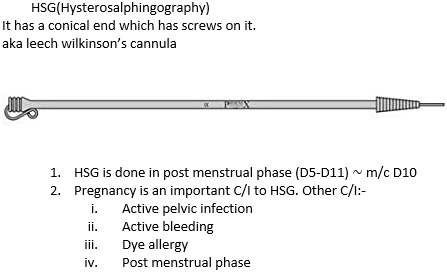 HSG(Hysterosalphingography)
It has a conical end which has screws on it.
aka leech wilkinson's cannula
1. HSG is done in post menstrual phase (D5-D11) ~ m/c D10
2. Pregnancy is an important C/I to HSG. Other C/I:-
i. Active pelvic infection
ii. Active bleeding
iii. Dye allergy
iv. Post menstrual phase